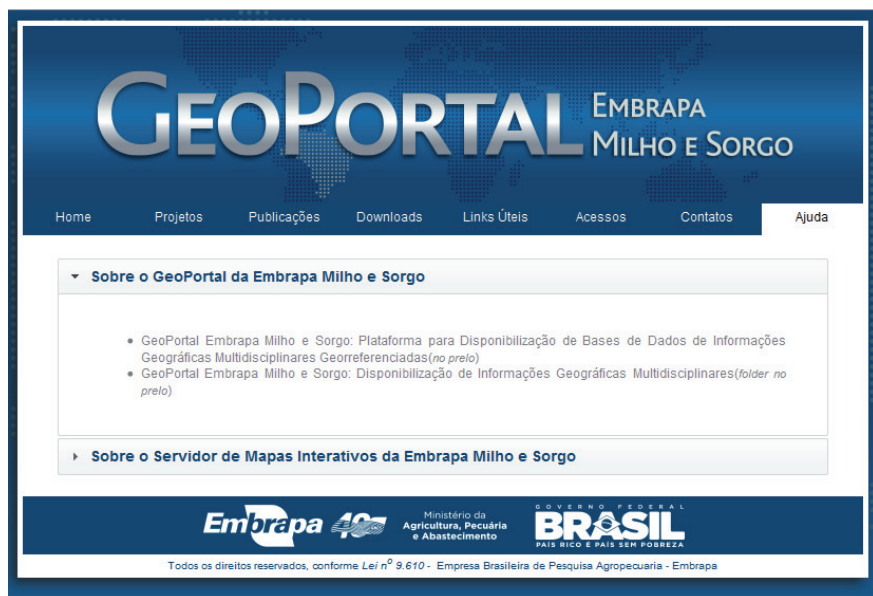 GEOPORTAL EMBRAPA
MILHO E SORGO
Home Projetos Publicações Downloads Links Úteis Acessos Contatos Ajuda
Sobre o GeoPortal da Embrapa Milho e Sorgo
GeoPortal Embrapa Milho e Sorgo: Plataforma para Disponibilização de Bases de Dados de Informações
Geográficas Multidisciplinares Georreferenciadas(no prelo)
GeoPortal Embrapa Milho e Sorgo: Disponibilização de Informações Geográficas Multidisciplinares(folder no
prelo)
Sobre o Servidor de Mapas Interativos da Embrapa Milho e Sorgo
Embrapa 40
Ministério da
Agricultura, Pecuária
e Abastecimento
GOVERNO FEDERAL
BRASIL
PAÍS RICO É PAÍS SEM POBREZA
Todos os direitos reservados, conforme Lei nº 9.610 - Empresa Brasileira de Pesquisa Agropecuaria - Embrapa